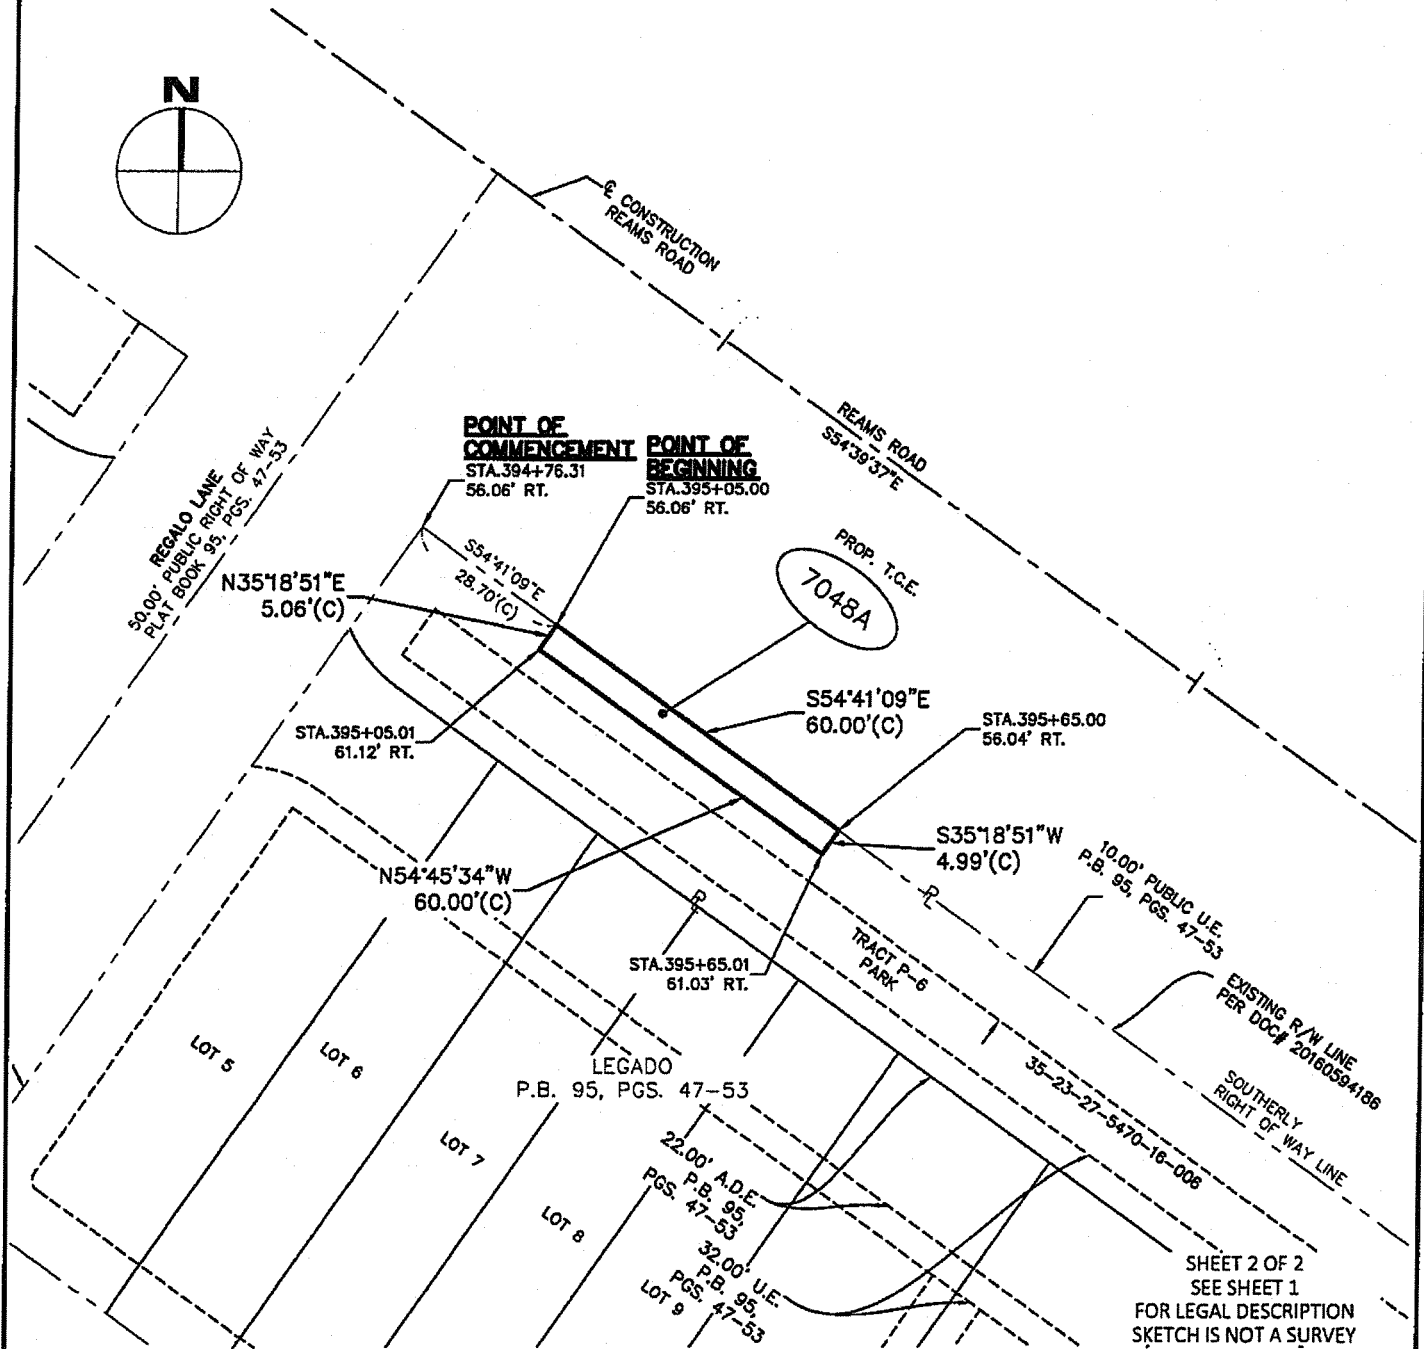 N
℄ CONSTRUCTION
REAMS ROAD
REAMS ROAD
S54°39'37"E
POINT OF
COMMENCEMENT
STA.394+76.31
56.06' RT.
POINT OF
BEGINNING
STA.395+05.00
56.06' RT.
REGALO LANE
50.00' PUBLIC RIGHT OF WAY
PLAT BOOK 95, PGS. 47-53
PROP. T.C.E.
7048A
S54°41'09"E
28.70'(C)
N35°18'51"E
5.06'(C)
S54°41'09"E
60.00'(C)
STA.395+65.00
56.04' RT.
STA.395+05.01
61.12' RT.
S35°18'51"W
4.99'(C)
N54°45'34"W
60.00'(C)
10.00' PUBLIC U.E.
P.B. 95, PGS. 47-53
PL
PL
TRACT P-6
PARK
STA.395+65.01
61.03' RT.
EXISTING R/W LINE
PER DOC# 20160594186
LOT 5
LOT 6
LEGADO
P.B. 95, PGS. 47-53
35-23-27-5470-16-006
SOUTHERLY
RIGHT OF WAY LINE
LOT 7
22.00' A.D.E.
P.B. 95,
PGS. 47-53
LOT 8
32.00' U.E.
P.B. 95,
PGS. 47-53
LOT 9
SHEET 2 OF 2
SEE SHEET 1
FOR LEGAL DESCRIPTION
SKETCH IS NOT A SURVEY